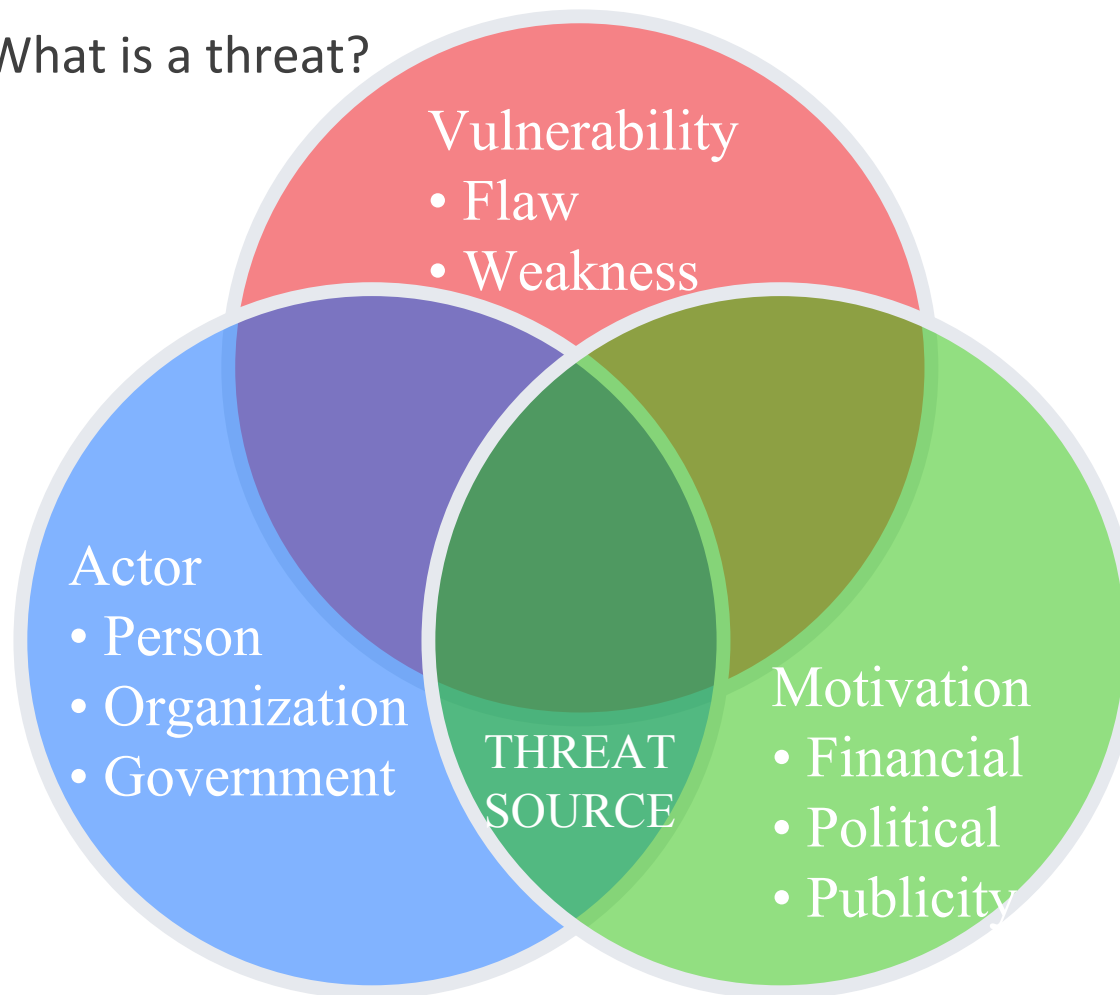 What is a threat?
Vulnerability
• Flaw
• Weakness
Actor
• Person
• Organization
• Government
Motivation
• Financial
• Political
• Publicity
THREAT
SOURCE